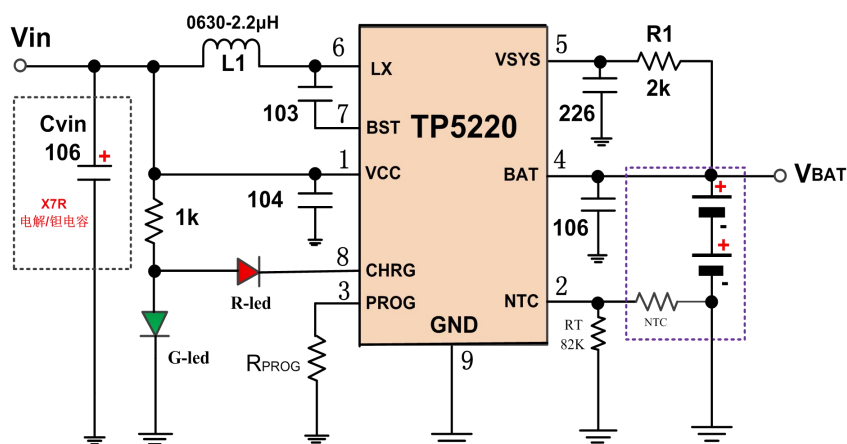 0630-2.2μH
Vin
L1
6
LX
VSYS
5
R1
2k
103
7
BST
TP5220
226
Cvin
106
+
X7R
电解/钽电容
1
VCC
BAT
4
VBAT
104
106
+
-
+
-
1k
8
CHRG
R-led
3
PROG
NTC
2
GND
RT
82K
NTC
G-led
RPROG
9